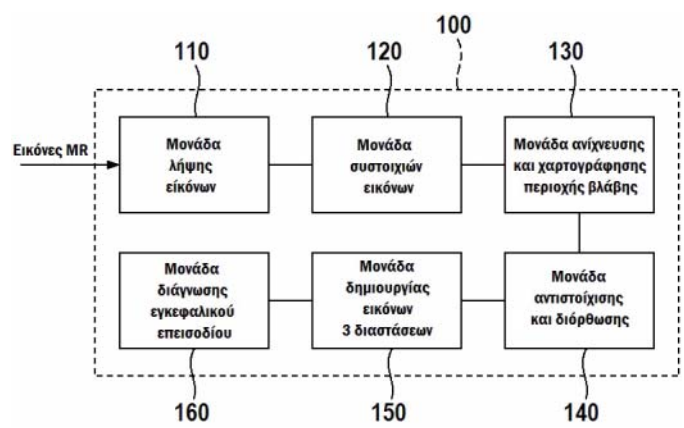 100
110
120
130
Εικόνες MR
Μονάδα
λήψης
είκόνων
Μονάδα
συστοιχιών
εικόνων
Μονάδα ανίχνευσης
και χαρτογράφησης
περιοχής βλάβης
Μονάδα
διάγνωσης
εγκεφαλικού
επεισοδίου
Μονάδα
δημιουργίας
εικόνων
3 διαστάσεων
Μονάδα
αντιστοίχισης
και διόρθωσης
160
150
140